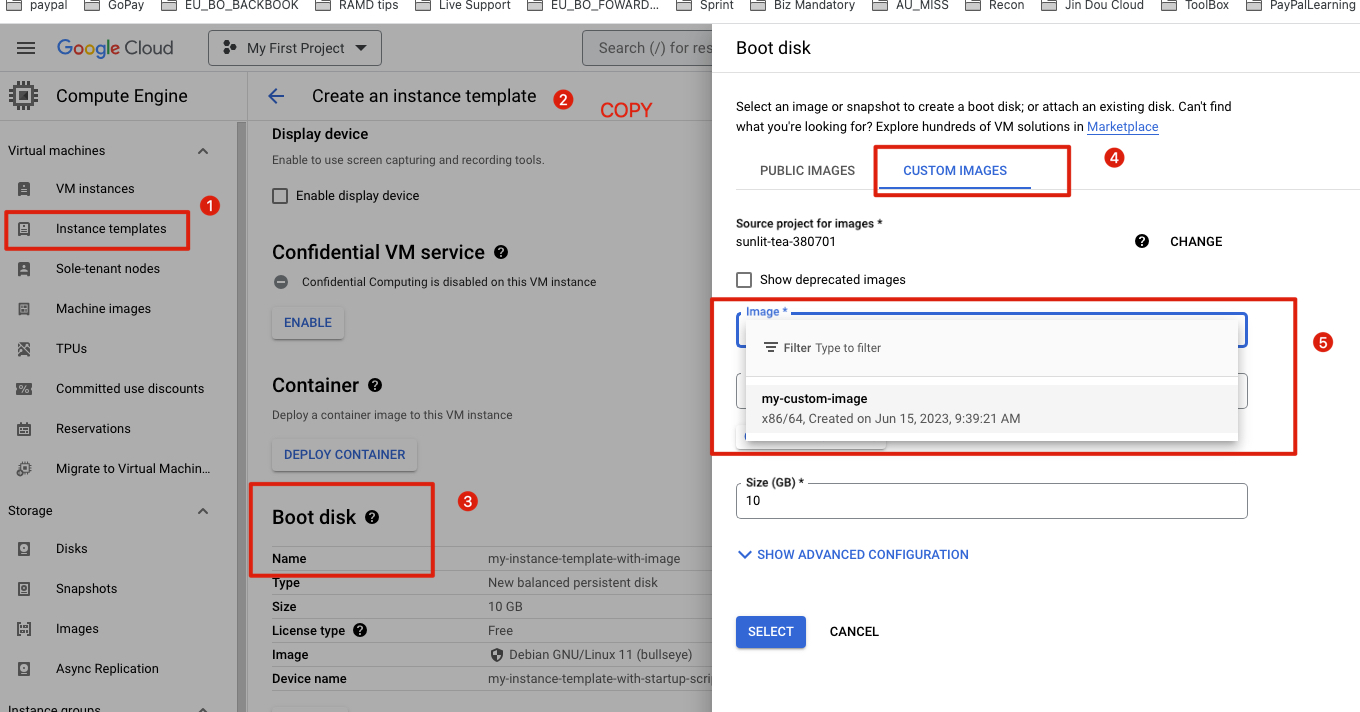 paypal GoPay EU_BO_BACKBOOK RAMD tips Live Support EU_BO_FOWARD... Sprint Biz Mandatory AU_MISS Recon Jin Dou Cloud ToolBox PayPalLearning
Google Cloud
My First Project
Search (/) for res
Compute Engine
Virtual machines
VM instances
Instance templates
1
Sole-tenant nodes
Machine images
TPUs
Committed use discounts
Reservations
Migrate to Virtual Machin...
Storage
Disks
Snapshots
Images
Async Replication
Instance groups
Create an instance template
2
COPY
Display device
Enable to use screen capturing and recording tools.
Enable display device
Confidential VM service
Confidential Computing is disabled on this VM instance
ENABLE
Container
Deploy a container image to this VM instance
DEPLOY CONTAINER
Boot disk
3
Name my-instance-template-with-image
Type New balanced persistent disk
Size 10 GB
License type Free
Image Debian GNU/Linux 11 (bullseye)
Device name my-instance-template-with-startup-scri
Boot disk
Select an image or snapshot to create a boot disk; or attach an existing disk. Can't find
what you're looking for? Explore hundreds of VM solutions in Marketplace
PUBLIC IMAGES CUSTOM IMAGES
4
Source project for images *
sunlit-tea-380701
CHANGE
Show deprecated images
Image *
5
Filter Type to filter
my-custom-image
x86/64, Created on Jun 15, 2023, 9:39:21 AM
Size (GB) *
10
SHOW ADVANCED CONFIGURATION
SELECT CANCEL